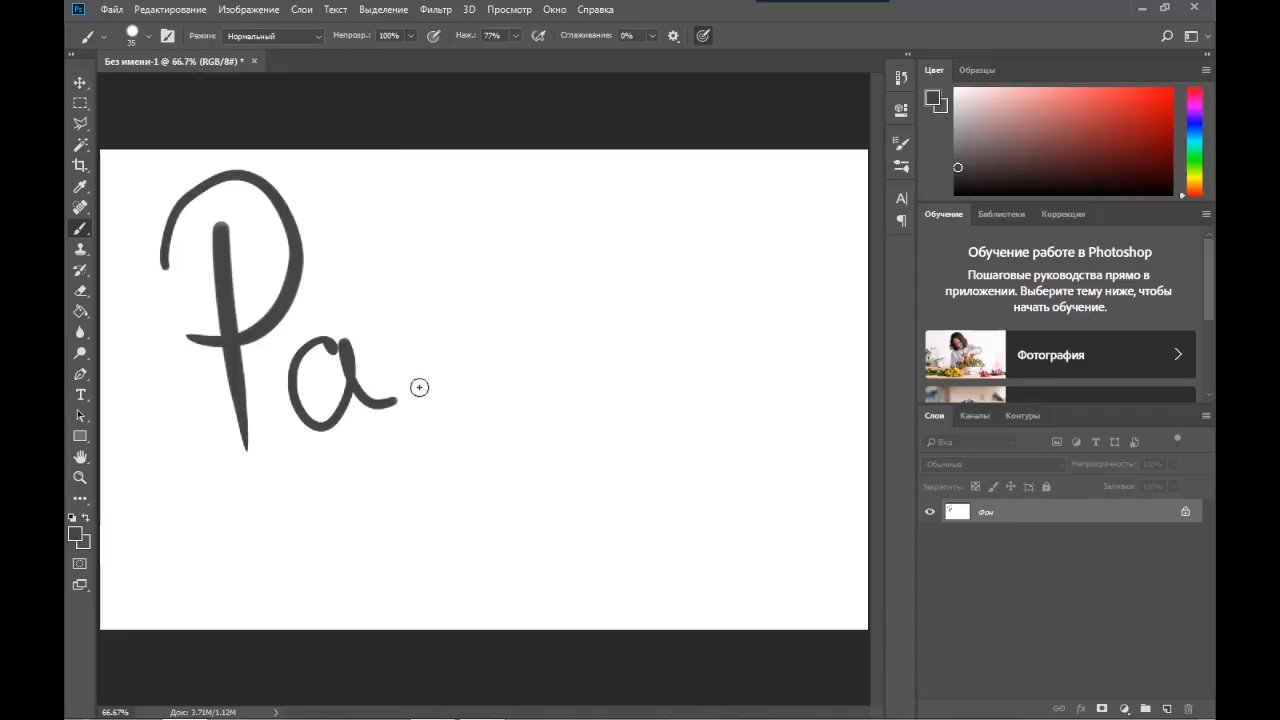 Файл Редактирование Изображение Слои Текст Выделение Фильтр 3D Просмотр Окно Справка
35 Режим: Нормальный Непрозр.: 100% Наж.: 77% Сглаживание: 0%
Без имени-1 @ 66.7% (RGB/8#) *
Ра
66.67% Док: 3.71M/1.12M
Цвет Образцы
Обучение Библиотеки Коррекция
Обучение работе в Photoshop
Пошаговые руководства прямо в
приложении. Выберите тему ниже, чтобы
начать обучение.
Фотография
Слои Каналы Контуры
Вид
Обычные Непрозрачность: 100%
Закрепить: Заливка: 100%
Фон